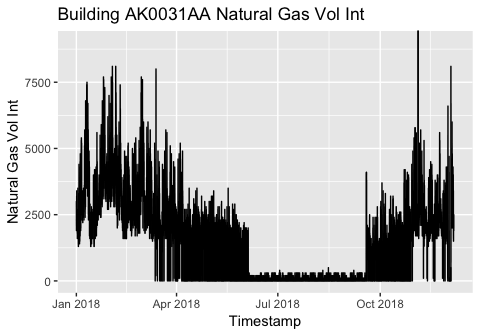 Building AK0031AA Natural Gas Vol Int
Natural Gas Vol Int
7500
5000
2500
0
Jan 2018
Apr 2018
Jul 2018
Oct 2018
Timestamp